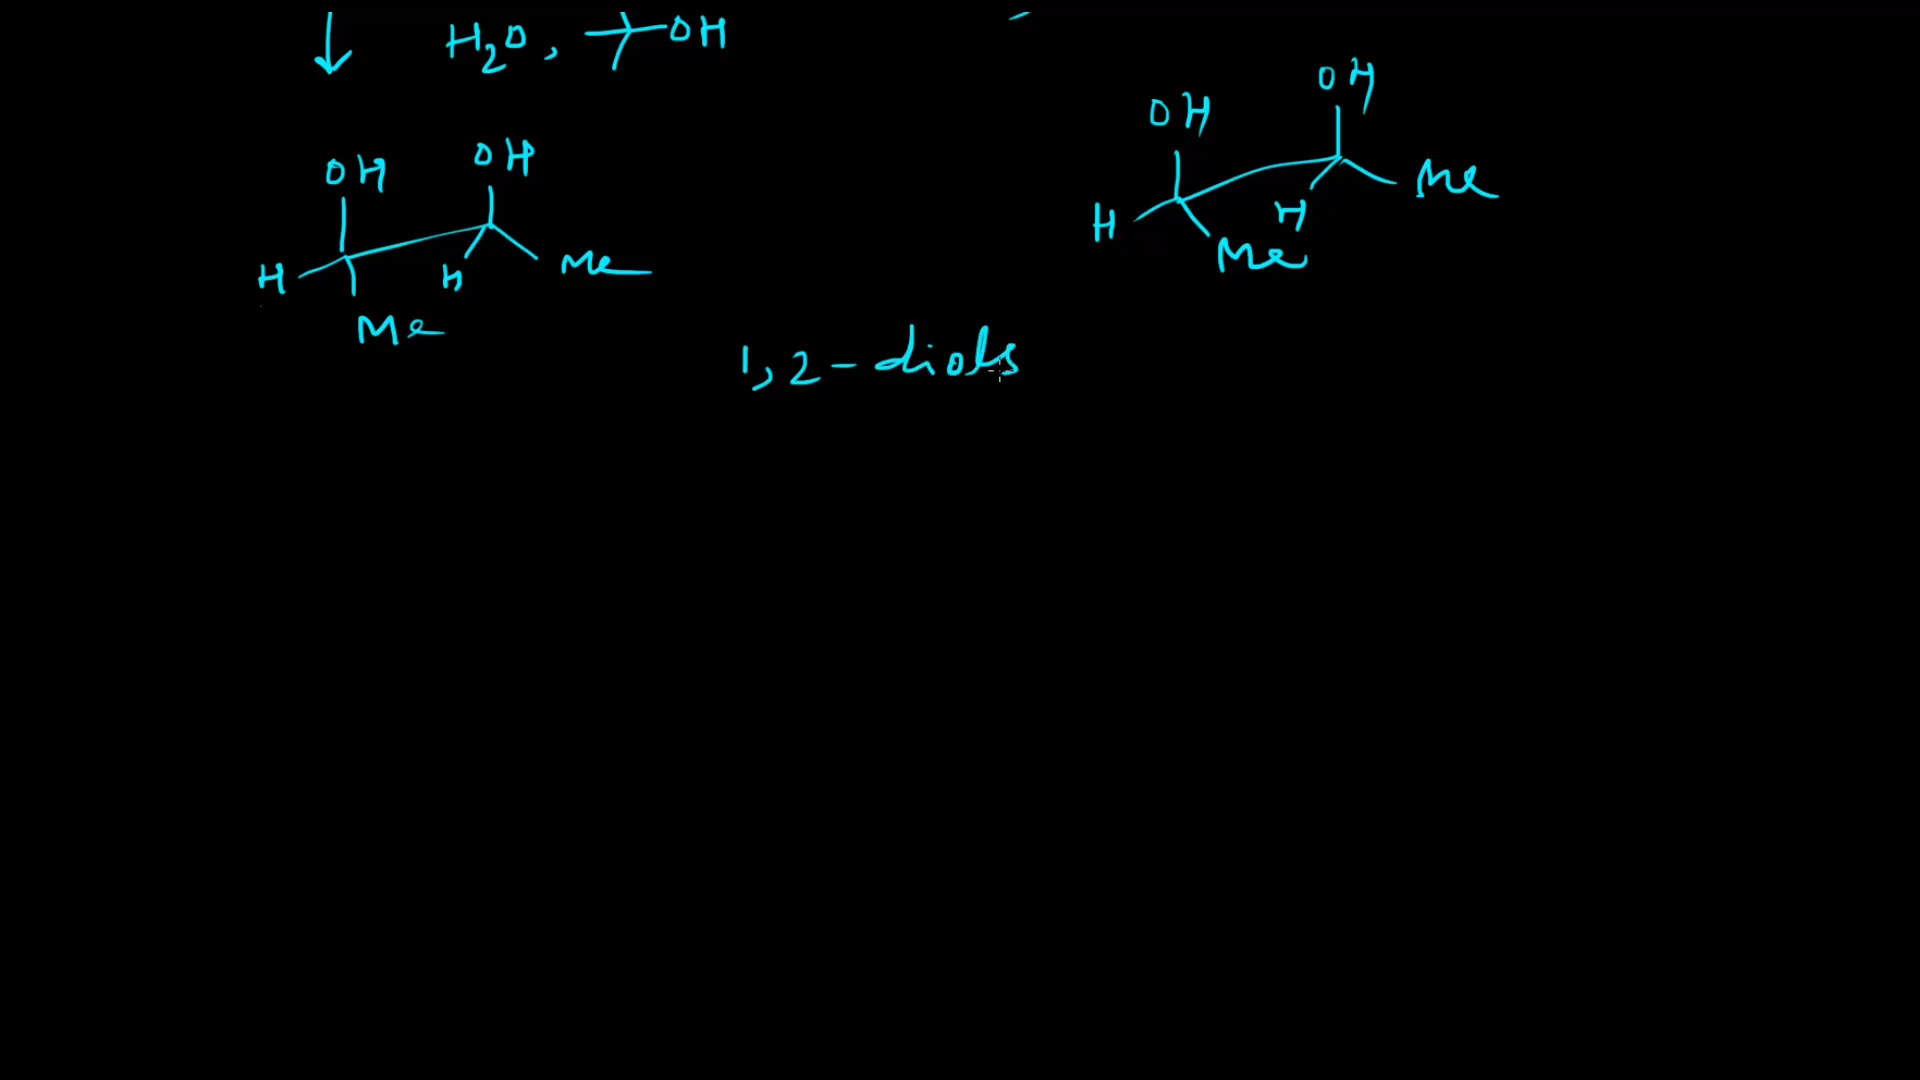 H2O, OH
OH OH
H H Me
Me
OH OH
H Me H Me
1,2-diols